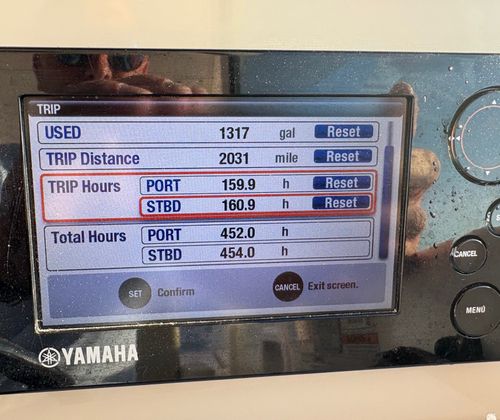 TRIP
USED 1317 gal Reset
TRIP Distance 2031 mile Reset
TRIP Hours PORT 159.9 h Reset
STBD 160.9 h Reset
Total Hours PORT 452.0 h
STBD 454.0 h
SET Confirm CANCEL Exit screen.
CANCEL
MENÚ
YAMAHA